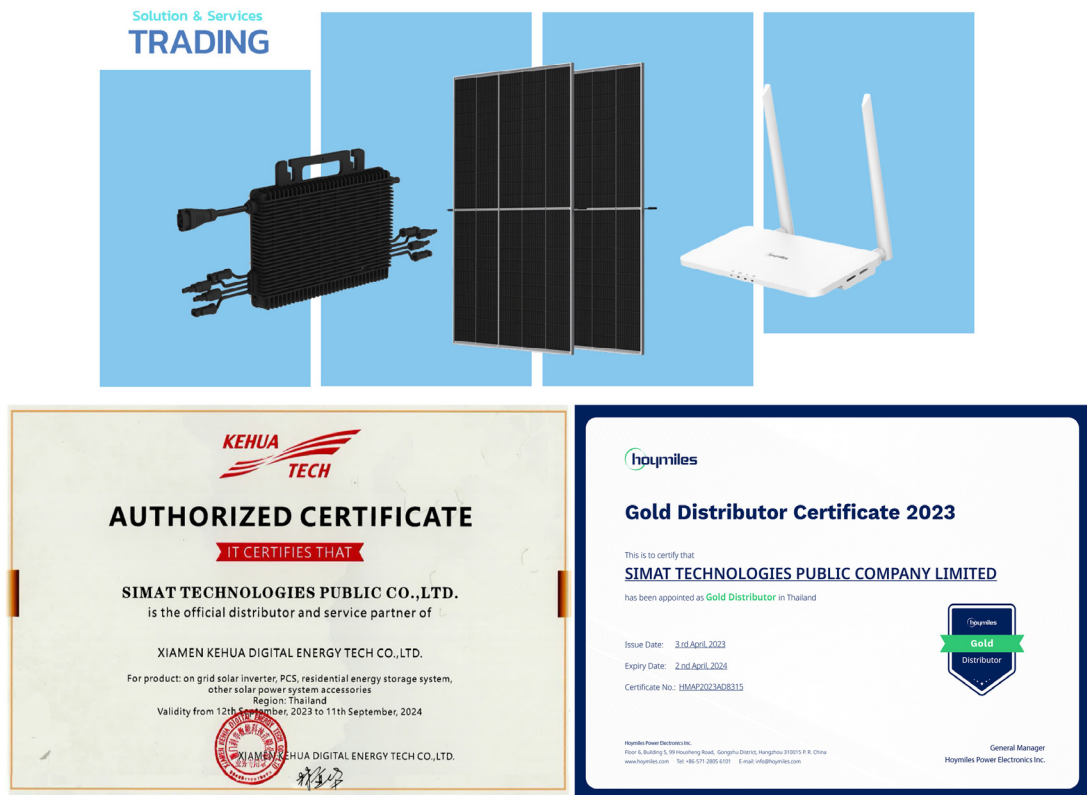 Solution & Services
TRADING
hoymiles
KEHUA
TECH
AUTHORIZED CERTIFICATE
IT CERTIFIES THAT
SIMAT TECHNOLOGIES PUBLIC CO.,LTD.
is the official distributor and service partner of
XIAMEN KEHUA DIGITAL ENERGY TECH CO.,LTD.
For product: on grid solar inverter, PCS, residential energy storage system,
other solar power system accessories
Region: Thailand
Validity from 12th September, 2023 to 11th September, 2024
XIAMEN KEHUA DIGITAL ENERGY TECH CO.,LTD.
hoymiles
Gold Distributor Certificate 2023
This is to certify that
SIMAT TECHNOLOGIES PUBLIC COMPANY LIMITED
has been appointed as Gold Distributor in Thailand
Issue Date: 3.rd April, 2023
Expiry Date: 2 nd April, 2024
Certificate No.: HMAP2023AD8315
hoymiles
Gold
Distributor
Hoymiles Power Electronics Inc.
Floor 6, Building 5, 99 Housheng Road, Gongshu District, Hangzhou 310015 P. R. China
www.hoymiles.com Tel: +86-571-2805 6101 E-mail: info@hoymiles.com
General Manager
Hoymiles Power Electronics Inc.